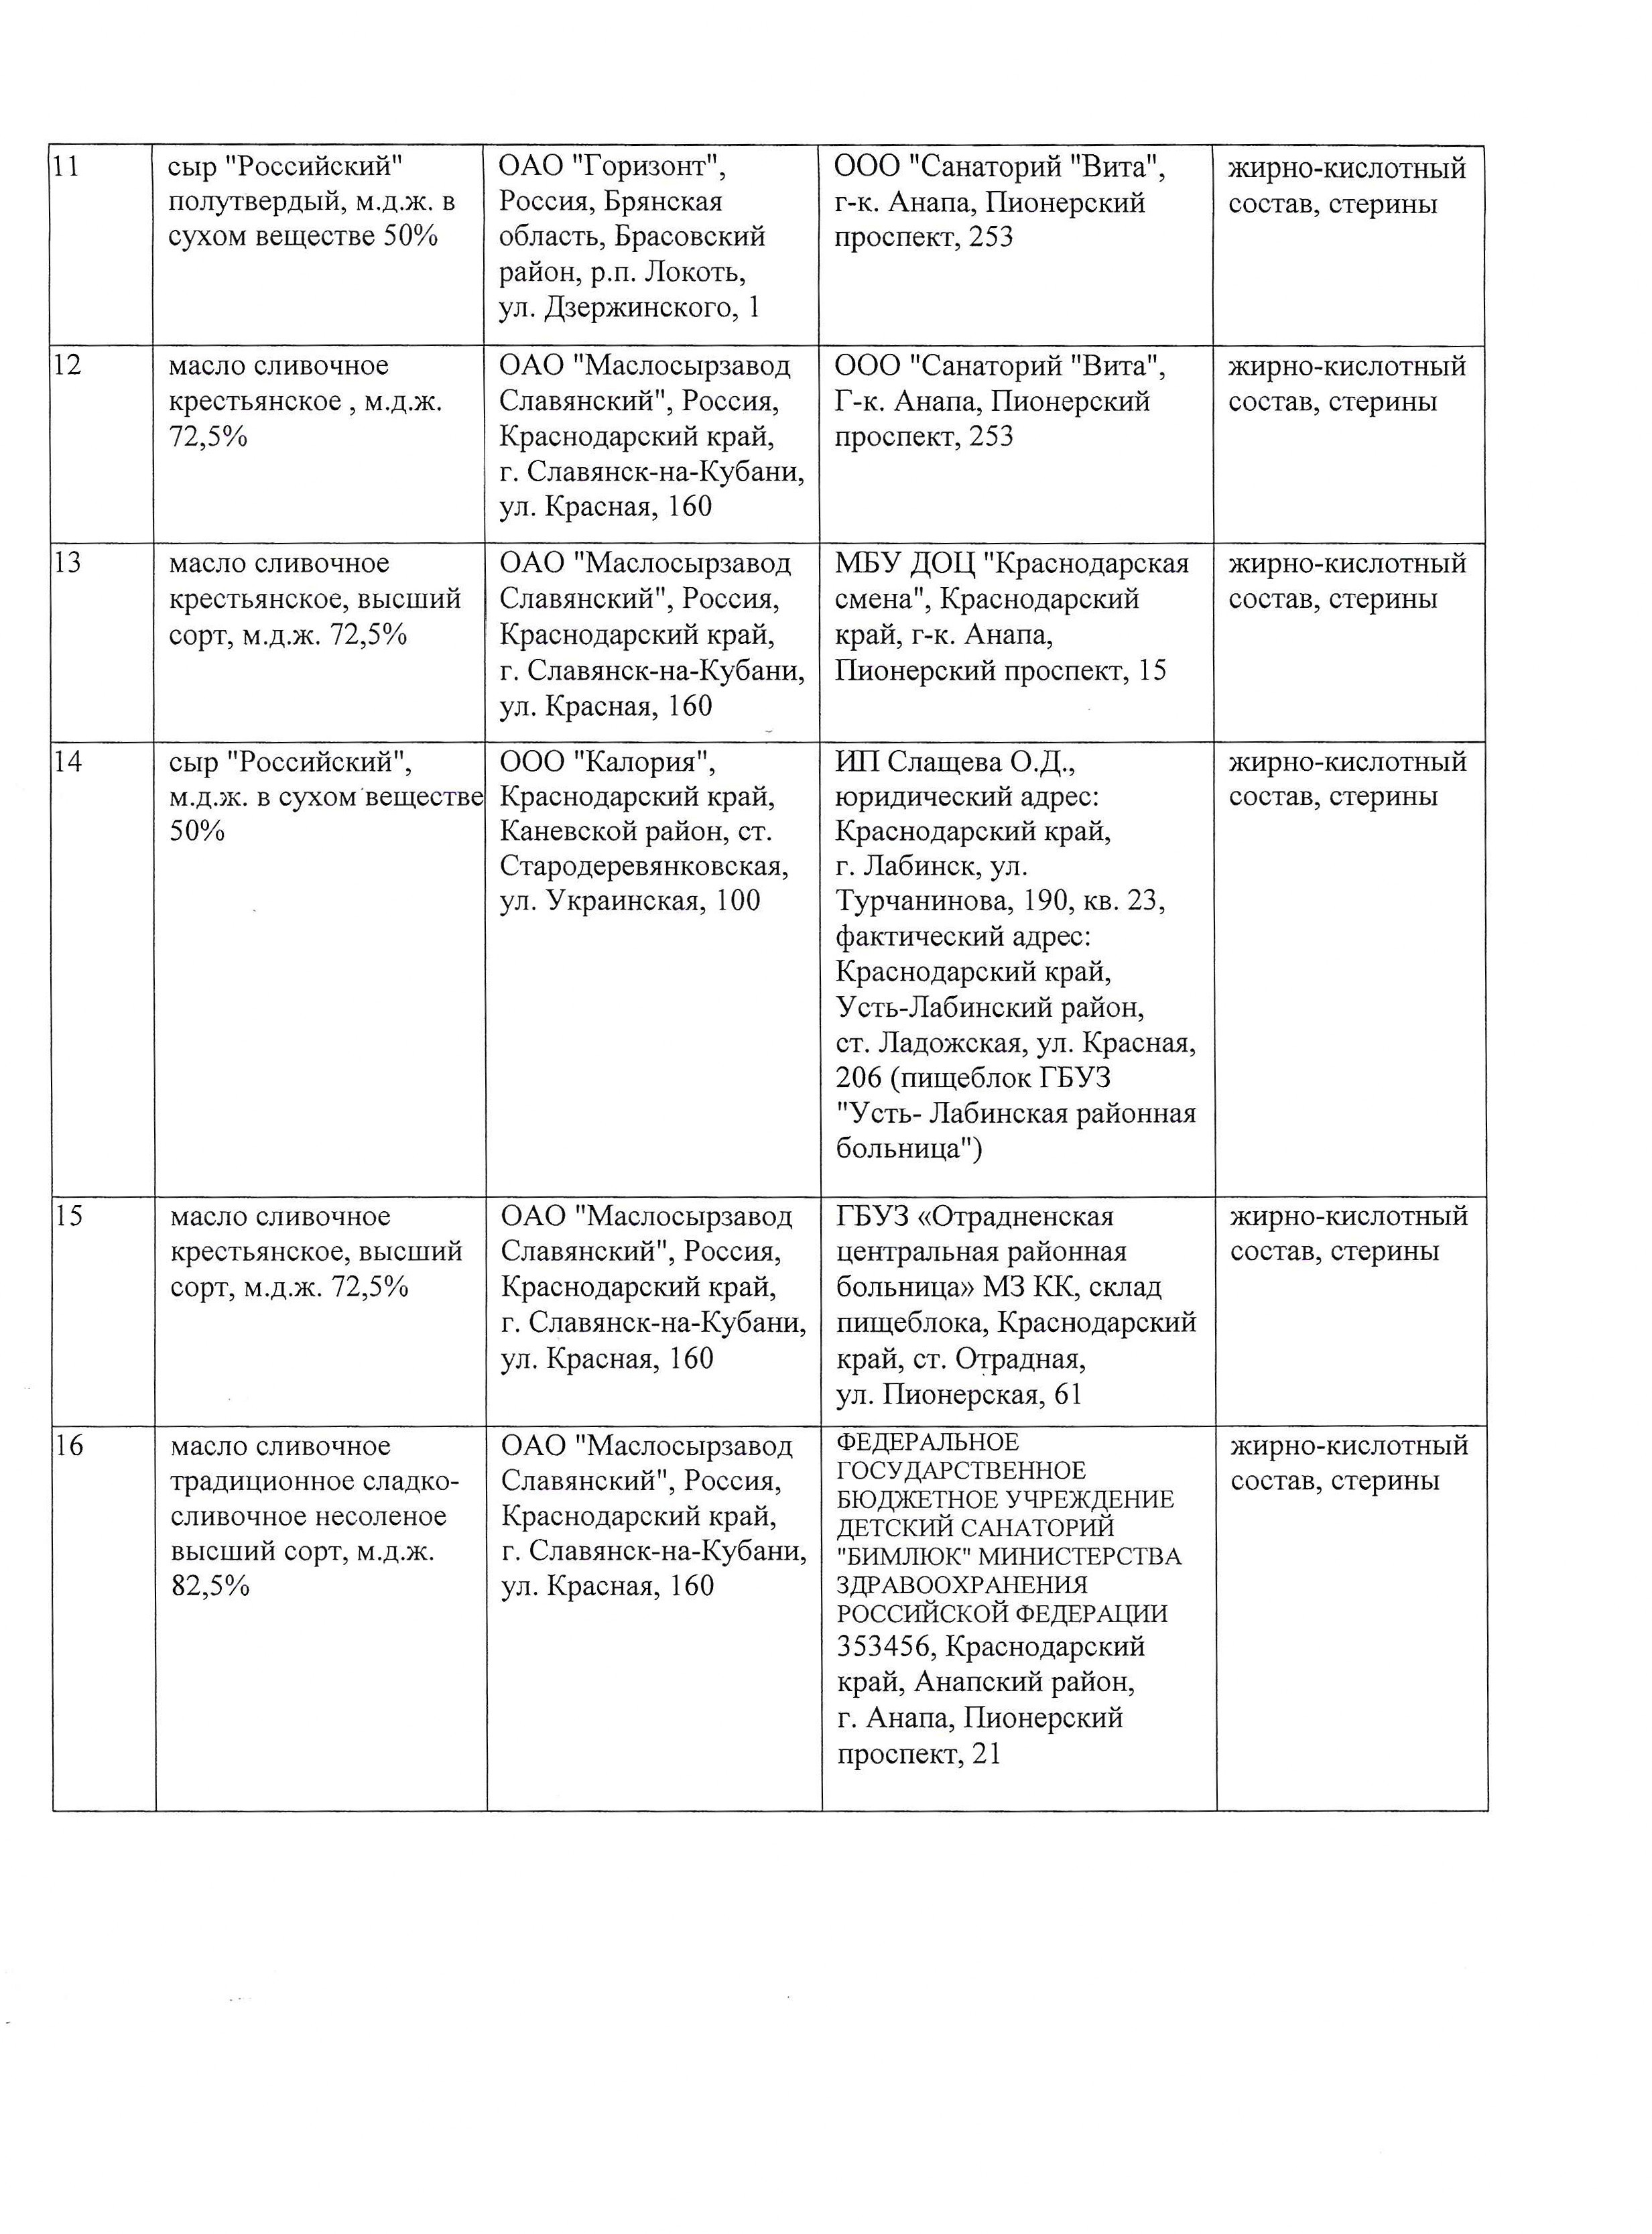 11
сыр "Российский"
полутвердый, м.д.ж. в
сухом веществе 50%
ОАО "Горизонт",
Россия, Брянская
область, Брасовский
район, р.п. Локоть,
ул. Дзержинского, 1
ООО "Санаторий "Вита",
г-к. Анапа, Пионерский
проспект, 253
жирно-кислотный
состав, стерины
12
масло сливочное
крестьянское , м.д.ж.
72,5%
ОАО "Маслосырзавод
Славянский", Россия,
Краснодарский край,
г. Славянск-на-Кубани,
ул. Красная, 160
ООО "Санаторий "Вита",
Г-к. Анапа, Пионерский
проспект, 253
жирно-кислотный
состав, стерины
13
масло сливочное
крестьянское, высший
сорт, м.д.ж. 72,5%
ОАО "Маслосырзавод
Славянский", Россия,
Краснодарский край,
г. Славянск-на-Кубани,
ул. Красная, 160
МБУ ДОЦ "Краснодарская
смена", Краснодарский
край, г-к. Анапа,
Пионерский проспект, 15
жирно-кислотный
состав, стерины
14
сыр "Российский",
м.д.ж. в сухом веществе
50%
ООО "Калория",
Краснодарский край,
Каневской район, ст.
Стародеревянковская,
ул. Украинская, 100
ИП Слащева О.Д.,
юридический адрес:
Краснодарский край,
г. Лабинск, ул.
Турчанинова, 190, кв. 23,
фактический адрес:
Краснодарский край,
Усть-Лабинский район,
ст. Ладожская, ул. Красная,
206 (пищеблок ГБУЗ
"Усть- Лабинская районная
больница")
жирно-кислотный
состав, стерины
15
масло сливочное
крестьянское, высший
сорт, м.д.ж. 72,5%
ОАО "Маслосырзавод
Славянский", Россия,
Краснодарский край,
г. Славянск-на-Кубани,
ул. Красная, 160
ГБУЗ «Отрадненская
центральная районная
больница» МЗ КК, склад
пищеблока, Краснодарский
край, ст. Отрадная,
ул. Пионерская, 61
жирно-кислотный
состав, стерины
16
масло сливочное
традиционное сладко-
сливочное несоленое
высший сорт, м.д.ж.
82,5%
ОАО "Маслосырзавод
Славянский", Россия,
Краснодарский край,
г. Славянск-на-Кубани,
ул. Красная, 160
ФЕДЕРАЛЬНОЕ
ГОСУДАРСТВЕННОЕ
БЮДЖЕТНОЕ УЧРЕЖДЕНИЕ
ДЕТСКИЙ САНАТОРИЙ
"БИМЛЮК" МИНИСТЕРСТВА
ЗДРАВООХРАНЕНИЯ
РОССИЙСКОЙ ФЕДЕРАЦИИ
353456, Краснодарский
край, Анапский район,
г. Анапа, Пионерский
проспект, 21
жирно-кислотный
состав, стерины